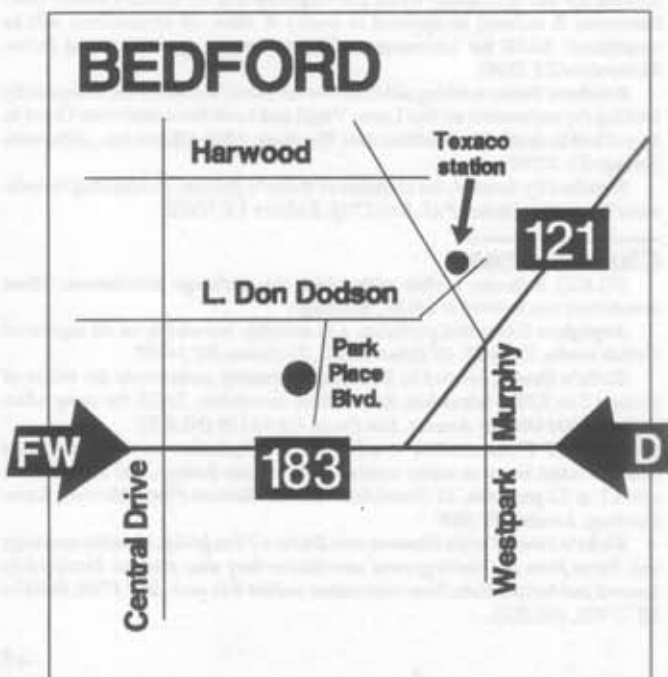 BEDFORD
Harwood
Texaco
station
121
L. Don Dodson
Park
Place
Blvd.
FW
183
D
Central Drive
Westpark
Murphy